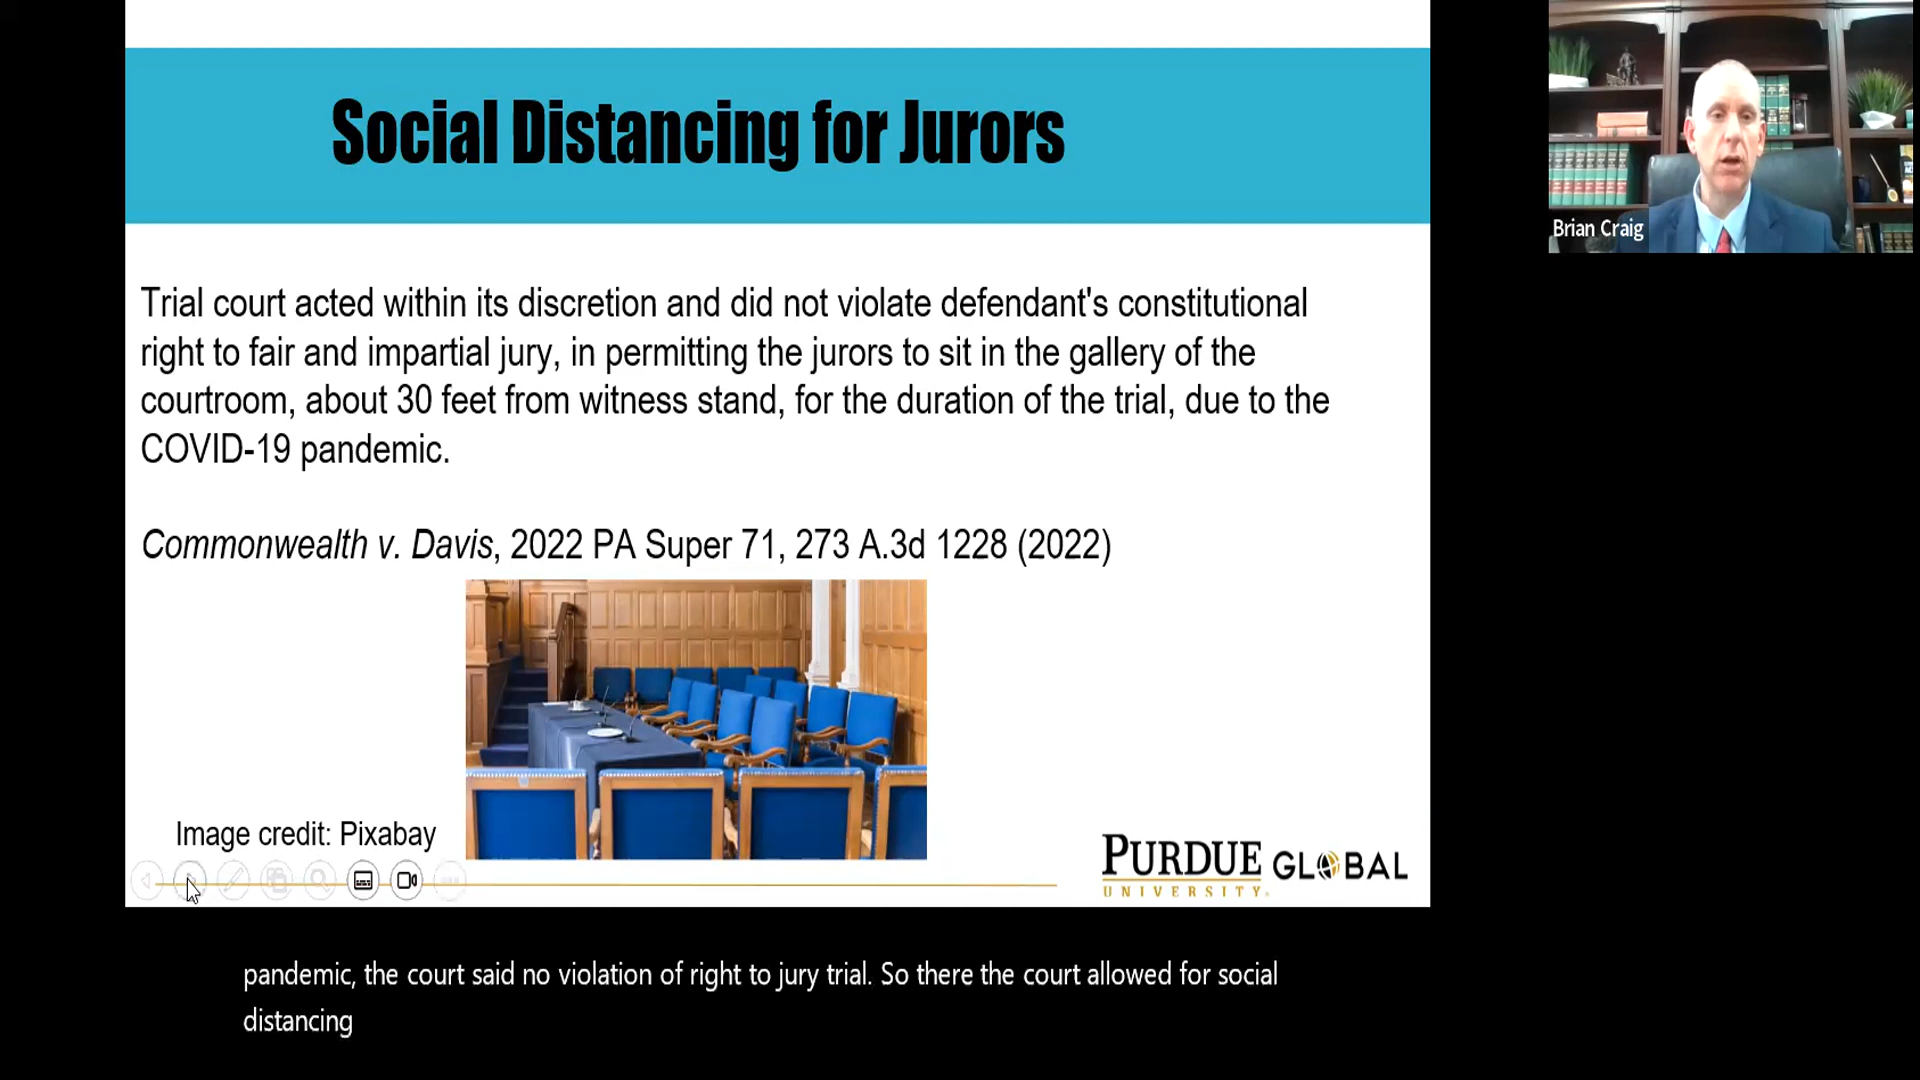 Social Distancing for Jurors
Brian Craig
Trial court acted within its discretion and did not violate defendant's constitutional
right to fair and impartial jury, in permitting the jurors to sit in the gallery of the
courtroom, about 30 feet from witness stand, for the duration of the trial, due to the
COVID-19 pandemic.
Commonwealth v. Davis, 2022 PA Super 71, 273 A.3d 1228 (2022)
Image credit: Pixabay
PURDUE GLOBAL
UNIVERSITY
pandemic, the court said no violation of right to jury trial. So there the court allowed for social
distancing